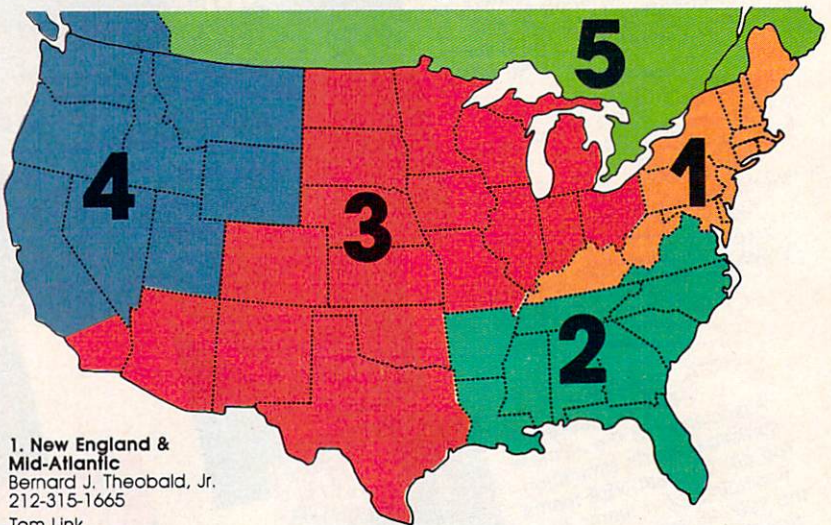 5
1
4
3
2
1. New England &
Mid-Atlantic
Bernard J. Theobald, Jr.
212-315-1665